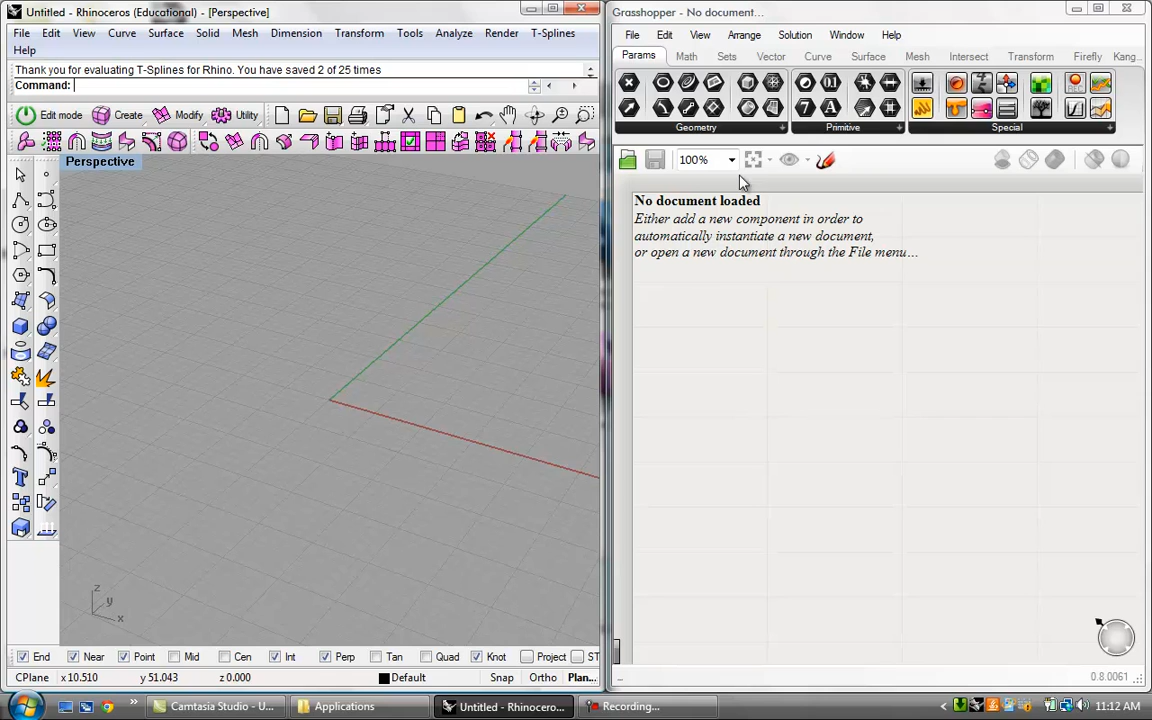 Untitled - Rhinoceros (Educational) - [Perspective]
File Edit View Curve Surface Solid Mesh Dimension Transform Tools Analyze Render T-Splines
Help
Thank you for evaluating T-Splines for Rhino. You have saved 2 of 25 times
Command:
Edit mode Create Modify Utility
Perspective
z
y
x
End Near Point Mid Cen Int Perp Tan Quad Knot Project ST
CPlane x 10.510 y 51.043 z 0.000 Default Snap Ortho Plan...
Grasshopper - No document...
File Edit View Arrange Solution Window Help
Params Math Sets Vector Curve Surface Mesh Intersect Transform Firefly Kang
Geometry Primitive Special
100%
No document loaded
Either add a new component in order to
automatically instantiate a new document,
or open a new document through the File menu...
0.8.0061
Camtasia Studio - U... Applications Untitled - Rhinocero... Recording... 11:12 AM